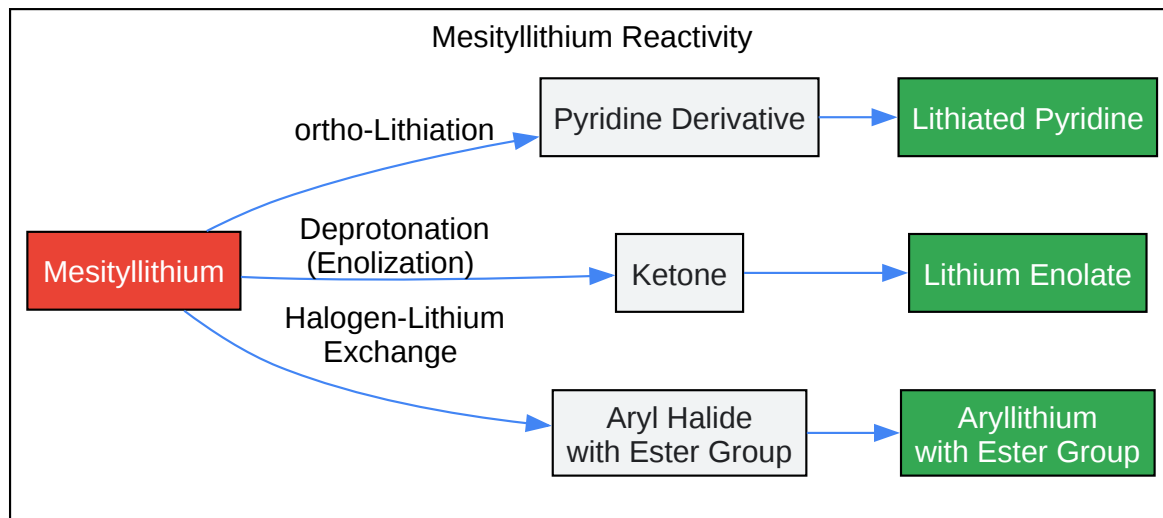 Mesityllithium Reactivity
ortho-Lithiation
Pyridine Derivative
Lithiated Pyridine
Mesityllithium
Deprotonation
(Enolization)
Ketone
Lithium Enolate
Halogen-Lithium
Exchange
Aryl Halide
with Ester Group
Aryllithium
with Ester Group